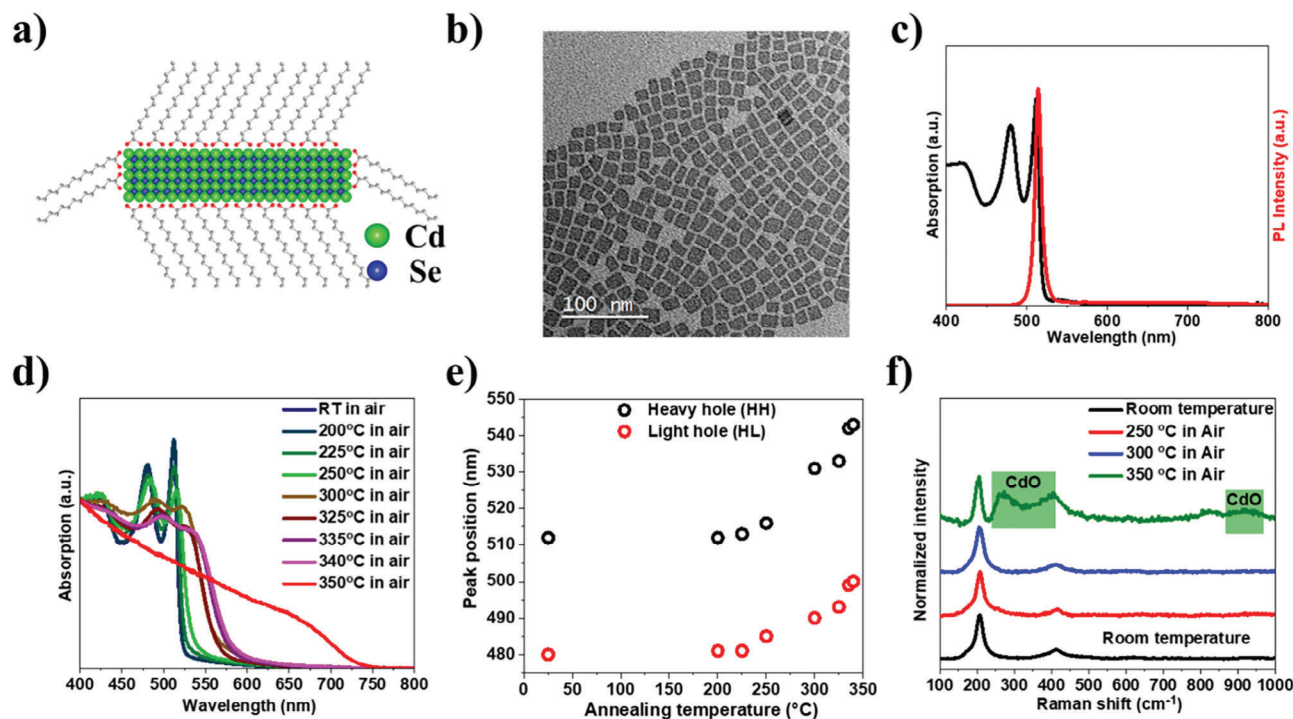 a)
Cd
Se
b)
100 nm
c)
Absorption (a.u.)
PL Intensity (a.u.)
400 500 600 700 800
Wavelength (nm)
d)
Absorption (a.u.)
RT in air
200°C in air
225°C in air
250°C in air
300°C in air
325°C in air
335°C in air
340°C in air
350°C in air
400 450 500 550 600 650 700 750 800
Wavelength (nm)
e)
Peak position (nm)
550
540
530
520
510
500
490
480
Heavy hole (HH)
Light hole (HL)
0 50 100 150 200 250 300 350
Annealing temperature (°C)
f)
Normalized intensity
Room temperature
250 °C in Air
300 °C in Air
350 °C in Air
CdO
CdO
Room temperature
100 200 300 400 500 600 700 800 900 1000
Raman shift (cm-1)